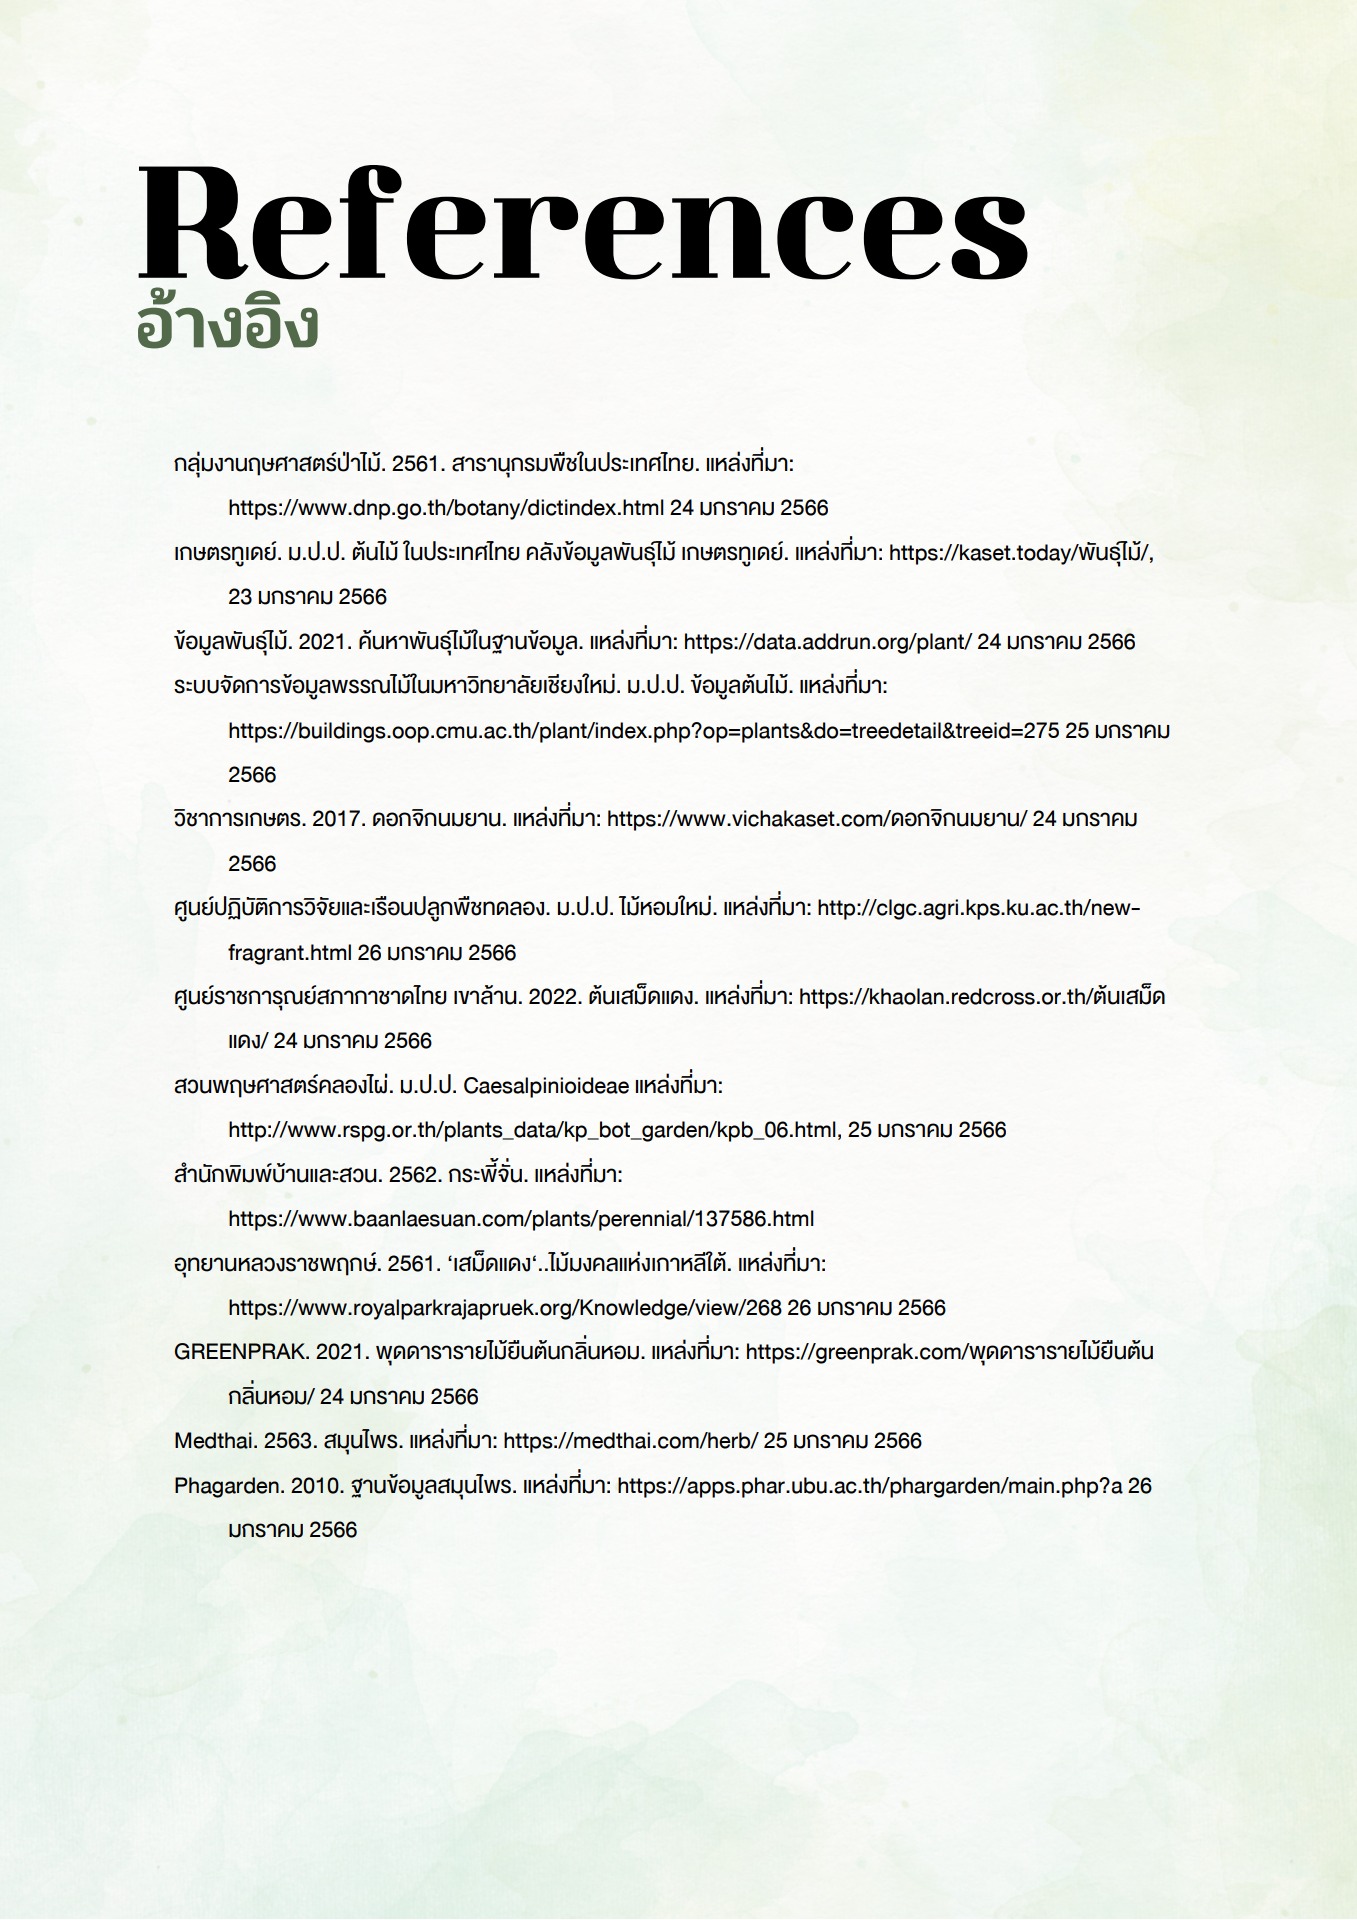 References
อ้างอิง
กลุ่มงานฤษศาสตร์ป่าไม้. 2561. สารานุกรมพืชในประเทศไทย. แหล่งที่มา:
https://www.dnp.go.th/botany/dictindex.html 24 มกราคม 2566
เกษตรทูเดย์. ม.ป.ป. ต้นไม้ ในประเทศไทย คลังข้อมูลพันธุ์ไม้ เกษตรทูเดย์. แหล่งที่มา: https://kaset.today/พันธุ์ไม้/,
23 มกราคม 2566
ข้อมูลพันธุ์ไม้. 2021. ค้นหาพันธุ์ไม้ในฐานข้อมูล. แหล่งที่มา: https://data.addrun.org/plant/ 24 มกราคม 2566
ระบบจัดการข้อมูลพรรณไม้ในมหาวิทยาลัยเชียงใหม่. ม.ป.ป. ข้อมูลต้นไม้. แหล่งที่มา:
https://buildings.oop.cmu.ac.th/plant/index.php?op=plants&do=treedetail&treeid=275 25 มกราคม
2566
วิชาการเกษตร. 2017. ดอกจิกนมยาน. แหล่งที่มา: https://www.vichakaset.com/ดอกจิกนมยาน/ 24 มกราคม
2566
ศูนย์ปฏิบัติการวิจัยและเรือนปลูกพืชทดลอง. ม.ป.ป. ไม้หอมใหม่. แหล่งที่มา: http://clgc.agri.kps.ku.ac.th/new-
fragrant.html 26 มกราคม 2566
ศูนย์ราชการุณย์สภากาชาดไทย เขาล้าน. 2022. ต้นเสม็ดแดง. แหล่งที่มา: https://khaolan.redcross.or.th/ต้นเสม็ด
แดง/ 24 มกราคม 2566
สวนพฤษศาสตร์คลองไผ่. ม.ป.ป. Caesalpinioideae แหล่งที่มา:
http://www.rspg.or.th/plants_data/kp_bot_garden/kpb_06.html, 25 มกราคม 2566
สำนักพิมพ์บ้านและสวน. 2562. กระพี้จั่น. แหล่งที่มา:
https://www.baanlaesuan.com/plants/perennial/137586.html
อุทยานหลวงราชพฤกษ์. 2561. ‘เสม็ดแดง‘..ไม้มงคลแห่งเกาหลีใต้. แหล่งที่มา:
https://www.royalparkrajapruek.org/Knowledge/view/268 26 มกราคม 2566
GREENPRAK. 2021. พุดดารารายไม้ยืนต้นกลิ่นหอม. แหล่งที่มา: https://greenprak.com/พุดดารารายไม้ยืนต้น
กลิ่นหอม/ 24 มกราคม 2566
Medthai. 2563. สมุนไพร. แหล่งที่มา: https://medthai.com/herb/ 25 มกราคม 2566
Phagarden. 2010. ฐานข้อมูลสมุนไพร. แหล่งที่มา: https://apps.phar.ubu.ac.th/phargarden/main.php?a 26
มกราคม 2566